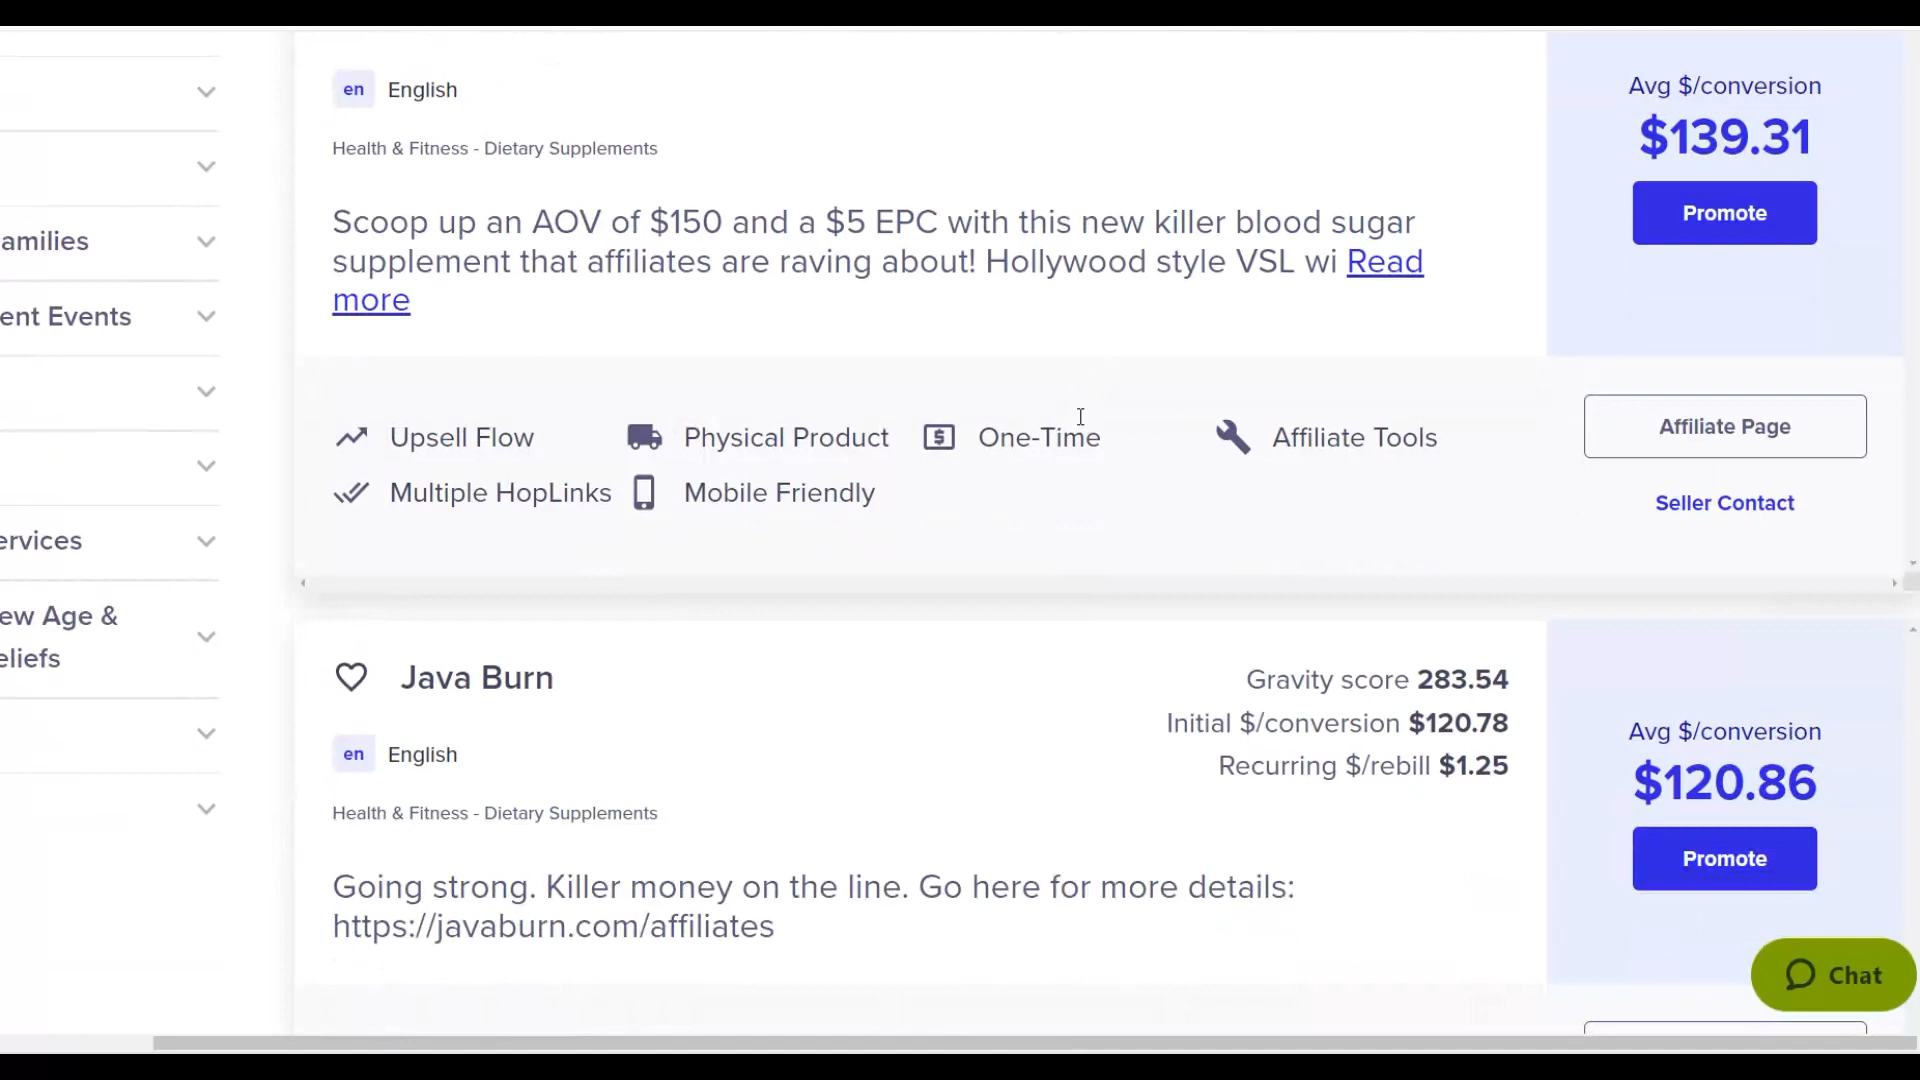 en English
Health & Fitness - Dietary Supplements
Scoop up an AOV of $150 and a $5 EPC with this new killer blood sugar
supplement that affiliates are raving about! Hollywood style VSL wi Read
more
Avg $/conversion
$139.31
Promote
Upsell Flow
Physical Product
One-Time
Affiliate Tools
Multiple HopLinks
Mobile Friendly
Affiliate Page
Seller Contact
amilies
ent Events
ervices
ew Age &
eliefs
Java Burn
Gravity score 283.54
Initial $/conversion $120.78
Recurring $/rebill $1.25
en English
Health & Fitness - Dietary Supplements
Going strong. Killer money on the line. Go here for more details:
https://javaburn.com/affiliates
Avg $/conversion
$120.86
Promote
Chat